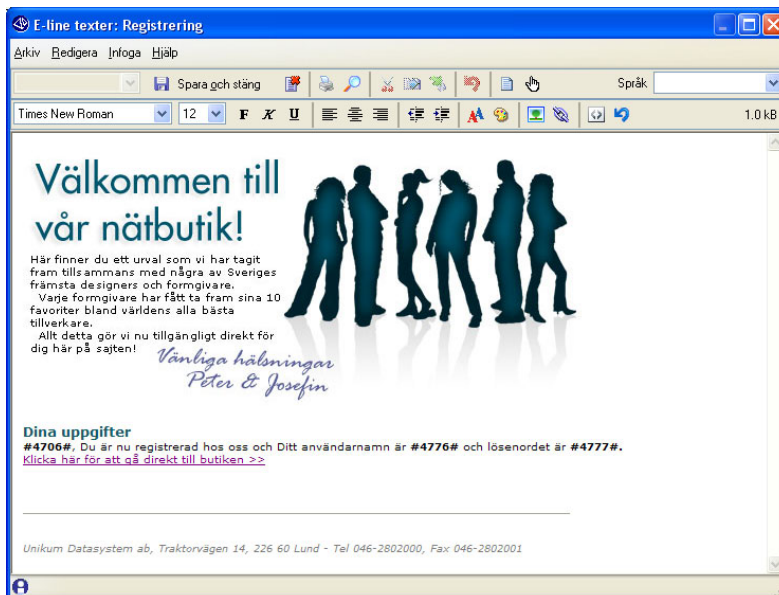 E-line texter: Registrering
Arkiv Redigera Infoga Hjälp
Spara och stäng Språk
Times New Roman 12 F K U 1.0 kB
Välkommen till
vår nätbutik!
Här finner du ett urval som vi har tagit
fram tillsammans med några av Sveriges
främsta designers och formgivare.
Varje formgivare har fått ta fram sina 10
favoriter bland världens alla bästa
tillverkare.
Allt detta gör vi nu tillgängligt direkt för
dig här på sajten!
Vänliga hälsningar
Peter & Josefin
Dina uppgifter
#4706#, Du är nu registrerad hos oss och Ditt användarnamn är #4776# och lösenordet är #4777#.
Klicka här för att gå direkt till butiken >>
Unikum Datasystem ab, Traktorvägen 14, 226 60 Lund - Tel 046-2802000, Fax 046-2802001